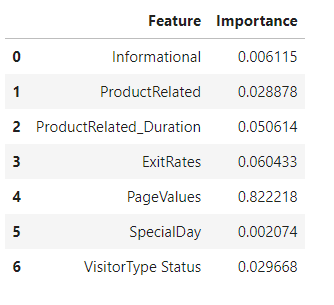 Feature Importance
0 Informational 0.006115
1 ProductRelated 0.028878
2 ProductRelated_Duration 0.050614
3 ExitRates 0.060433
4 PageValues 0.822218
5 SpecialDay 0.002074
6 VisitorType Status 0.029668